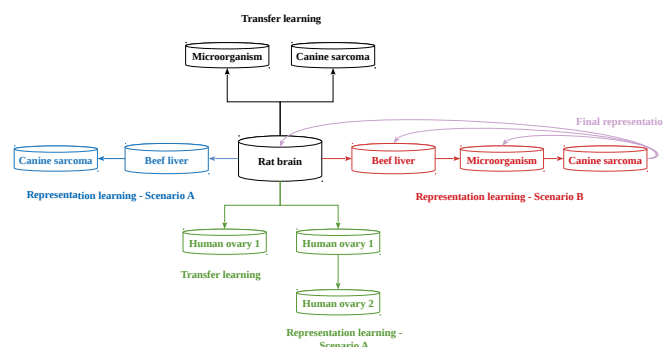 Transfer learning
Microorganism
Canine sarcoma
Final representatio
Canine sarcoma
Beef liver
Rat brain
Beef liver
Microorganism
Canine sarcoma
Representation learning - Scenario A
Representation learning - Scenario B
Human ovary 1
Human ovary 1
Transfer learning
Human ovary 2
Representation learning -
Scenario A